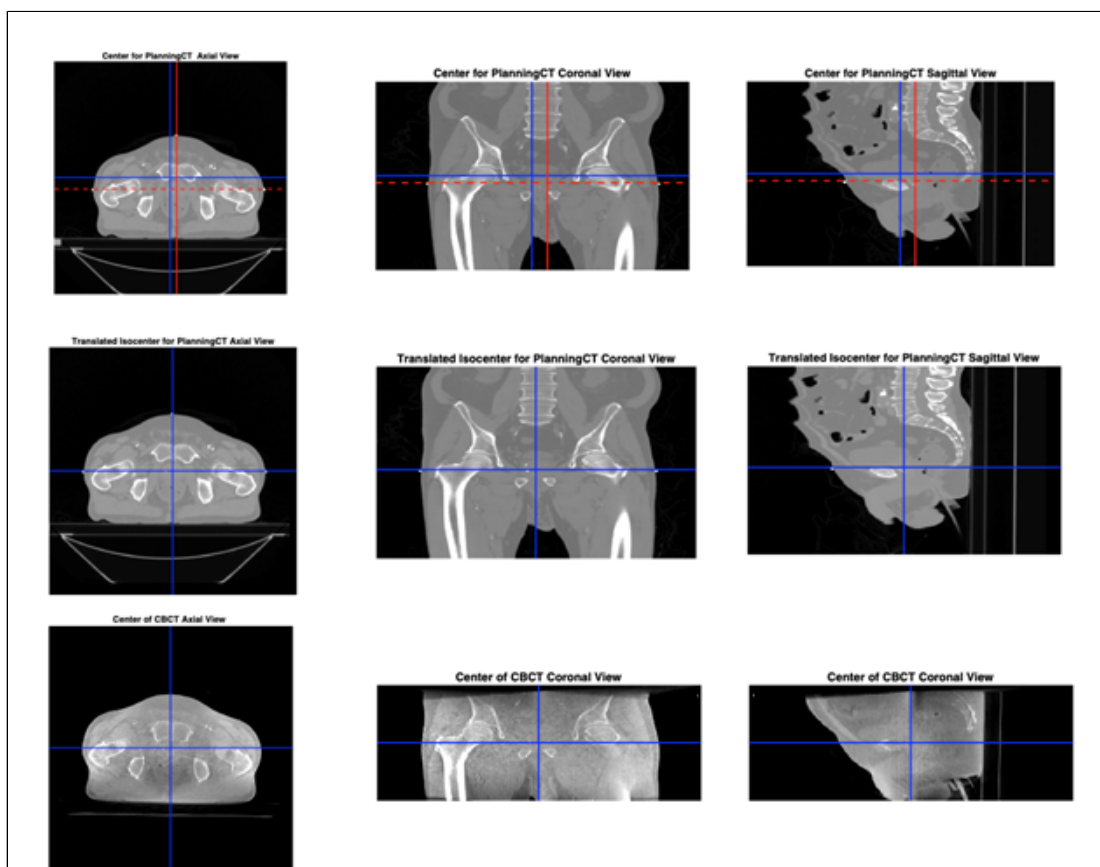 Center for PlanningCT Axial View
Center for PlanningCT Coronal View
Center for PlanningCT Sagittal View
Translated Isocenter for PlanningCT Axial View
Translated Isocenter for PlanningCT Coronal View
Translated Isocenter for PlanningCT Sagittal View
Center of CBCT Axial View
Center of CBCT Coronal View
Center of CBCT Coronal View